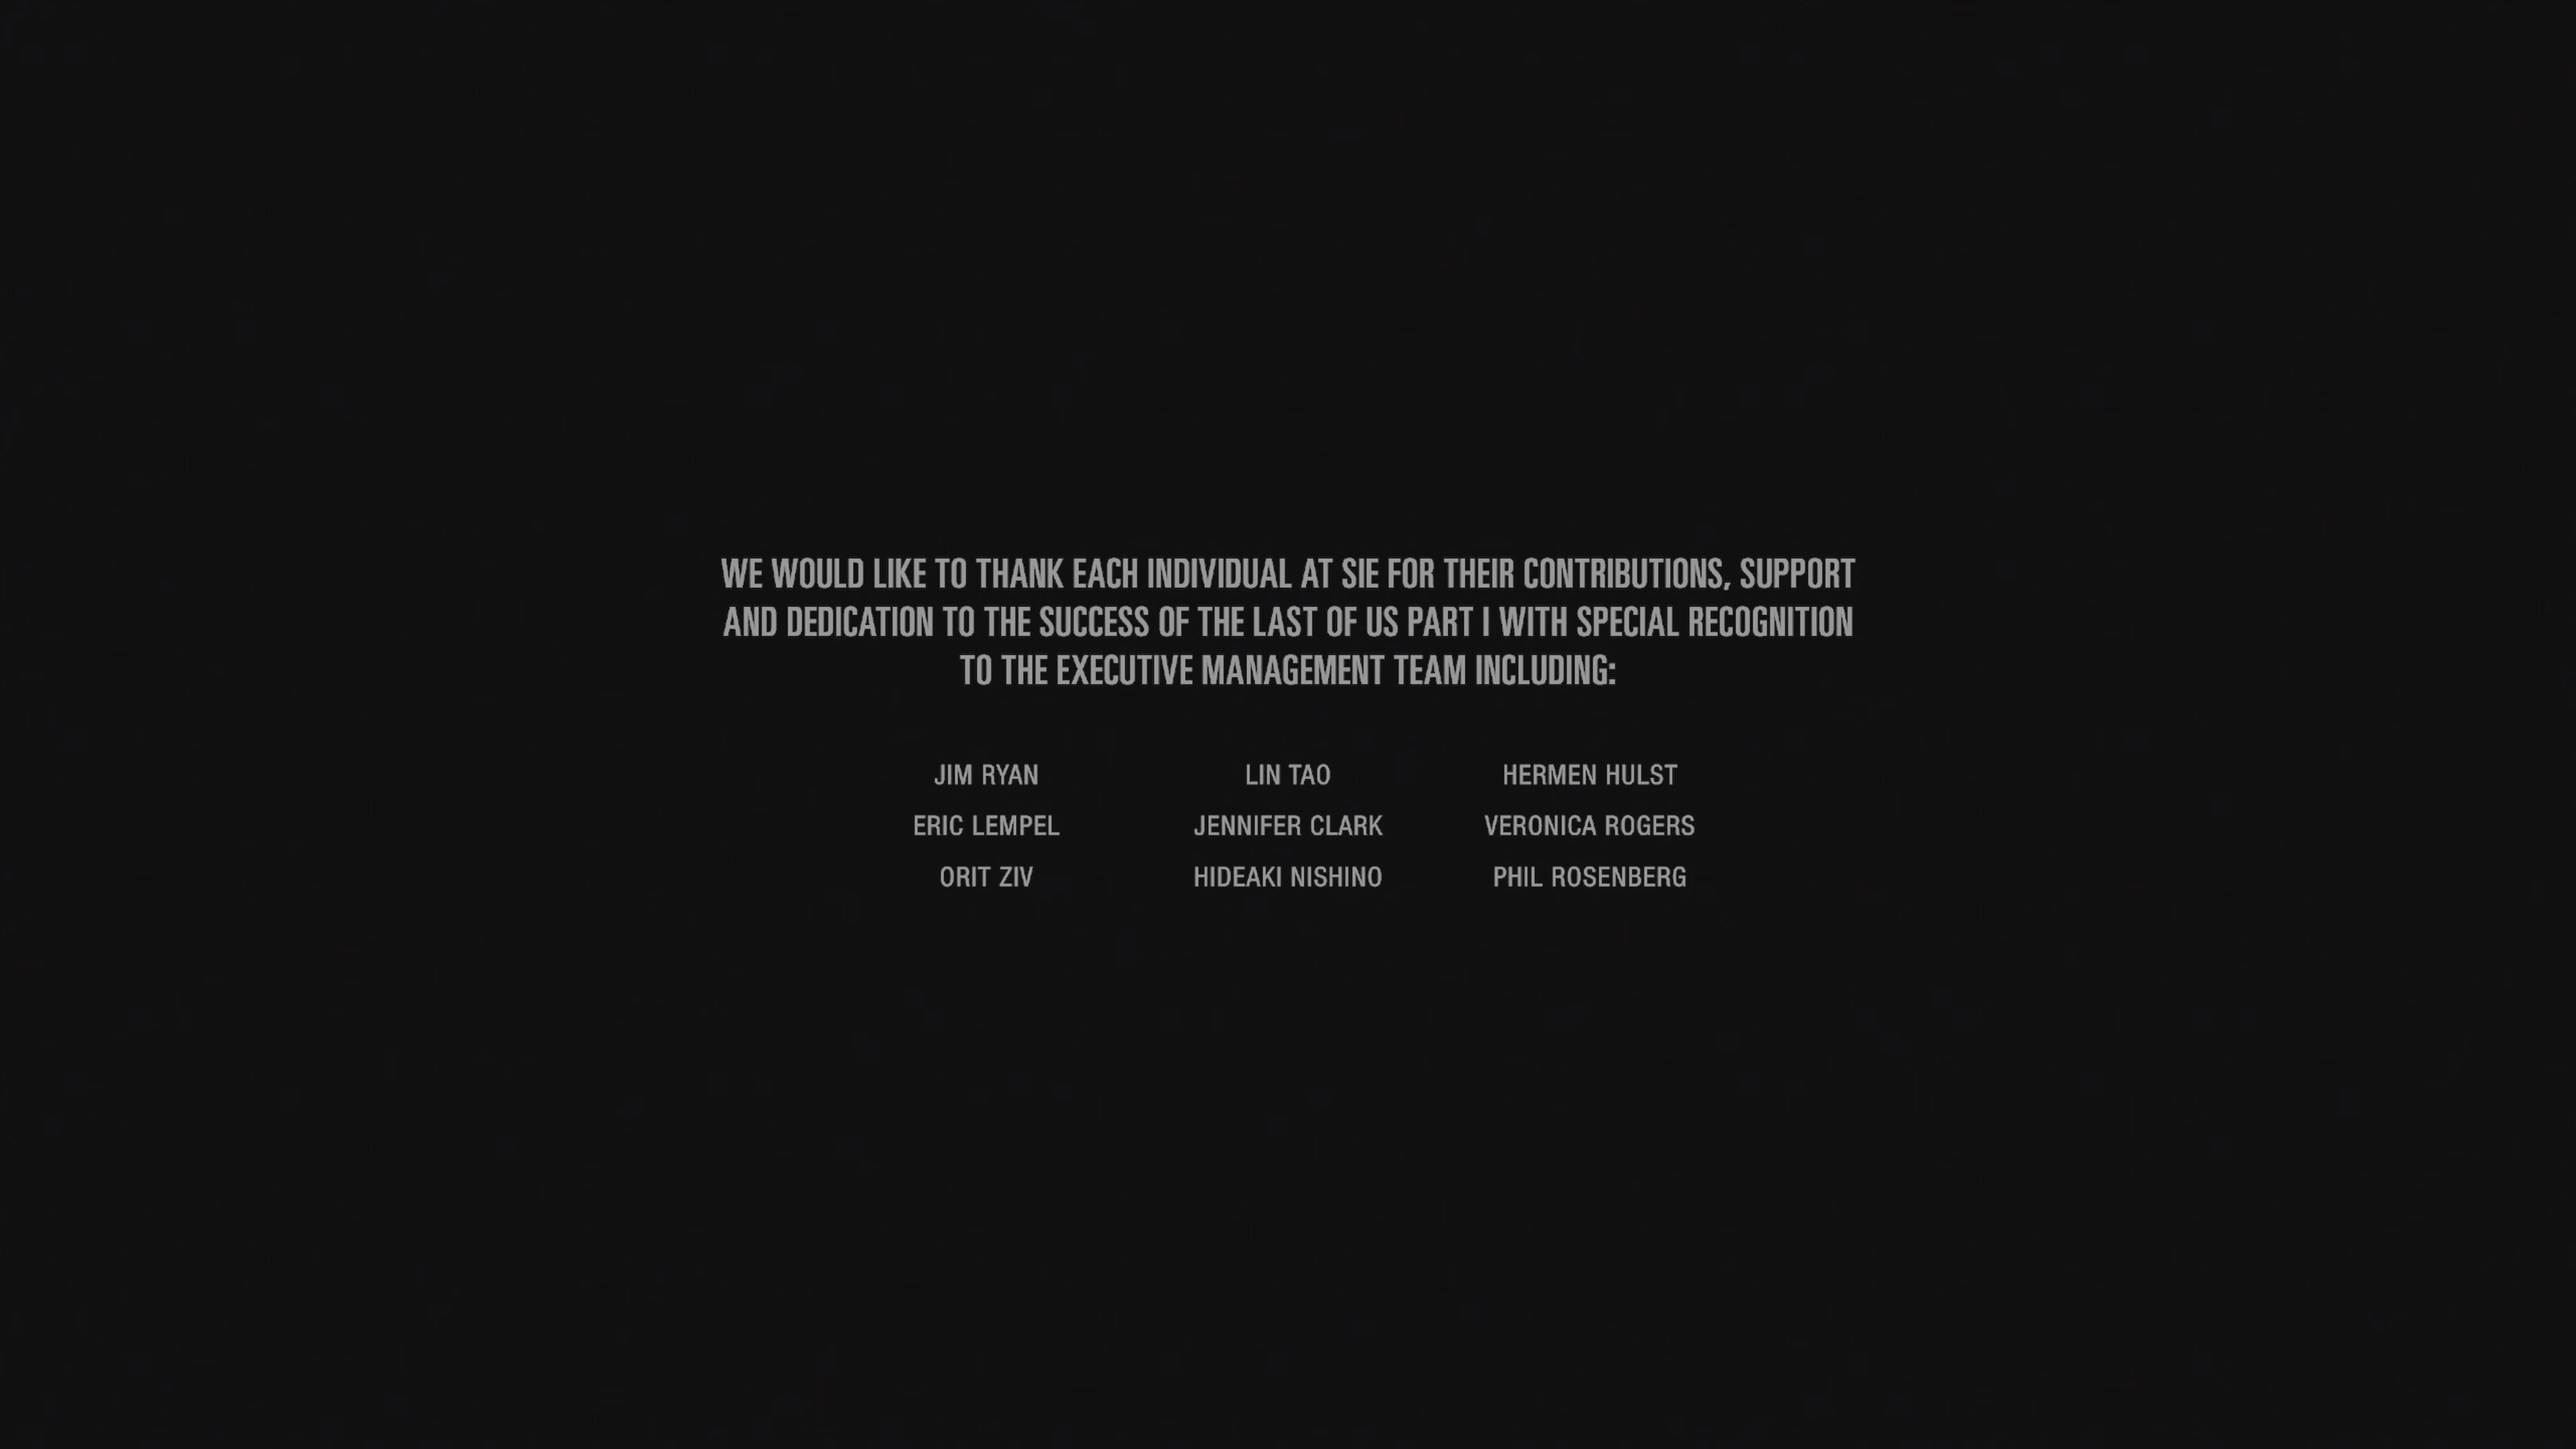 WE WOULD LIKE TO THANK EACH INDIVIDUAL AT SIE FOR THEIR CONTRIBUTIONS, SUPPORT
AND DEDICATION TO THE SUCCESS OF THE LAST OF US PART I WITH SPECIAL RECOGNITION
TO THE EXECUTIVE MANAGEMENT TEAM INCLUDING:
JIM RYAN LIN TAO HERMEN HULST
ERIC LEMPEL JENNIFER CLARK VERONICA ROGERS
ORIT ZIV HIDEAKI NISHINO PHIL ROSENBERG